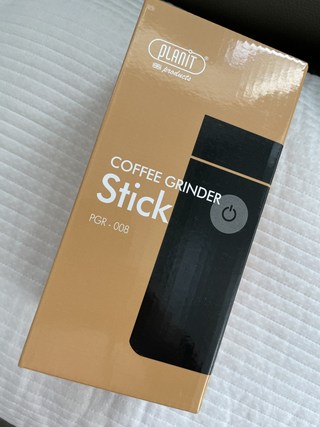 PLANiT
products
COFFEE GRINDER
Stick
PGR - 008